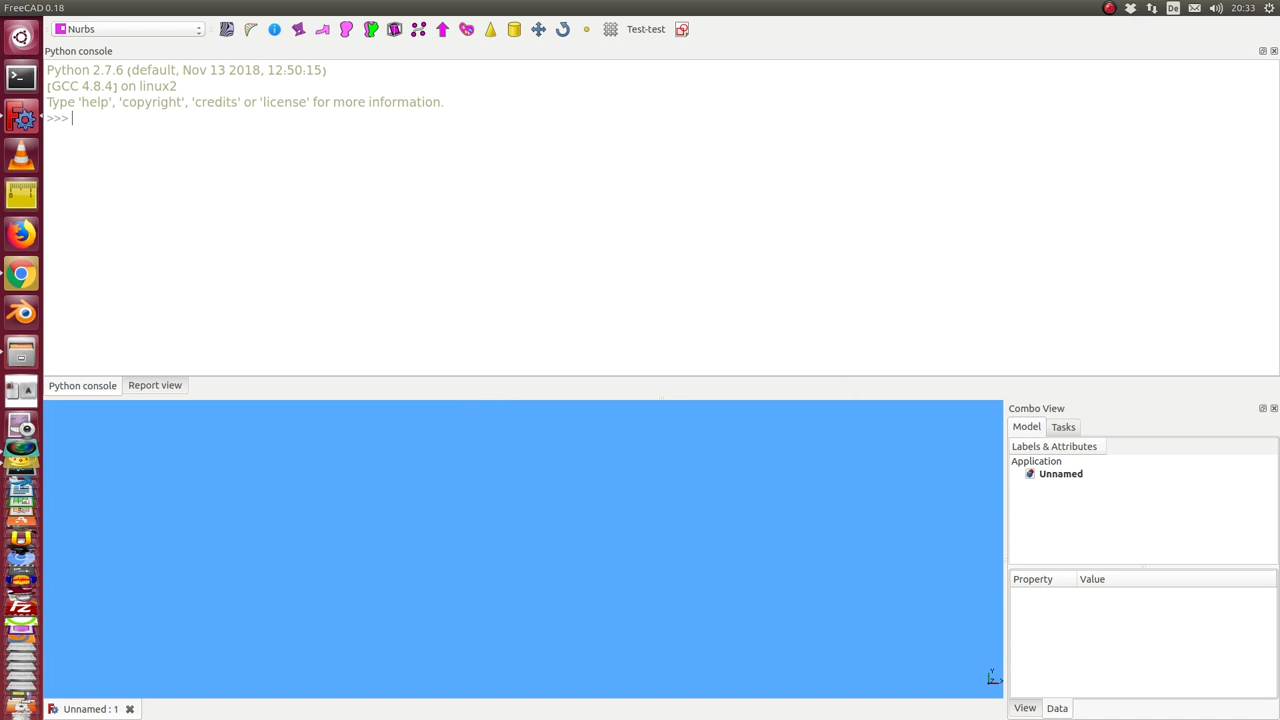 FreeCAD 0.18
De
20:33
Nurbs
Test-test
Python console
Python 2.7.6 (default, Nov 13 2018, 12:50:15)
[GCC 4.8.4] on linux2
Type 'help', 'copyright', 'credits' or 'license' for more information.
>>>
Python console
Report view
Combo View
Model
Tasks
Labels & Attributes
Application
Unnamed
Property
Value
Unnamed : 1
View
Data